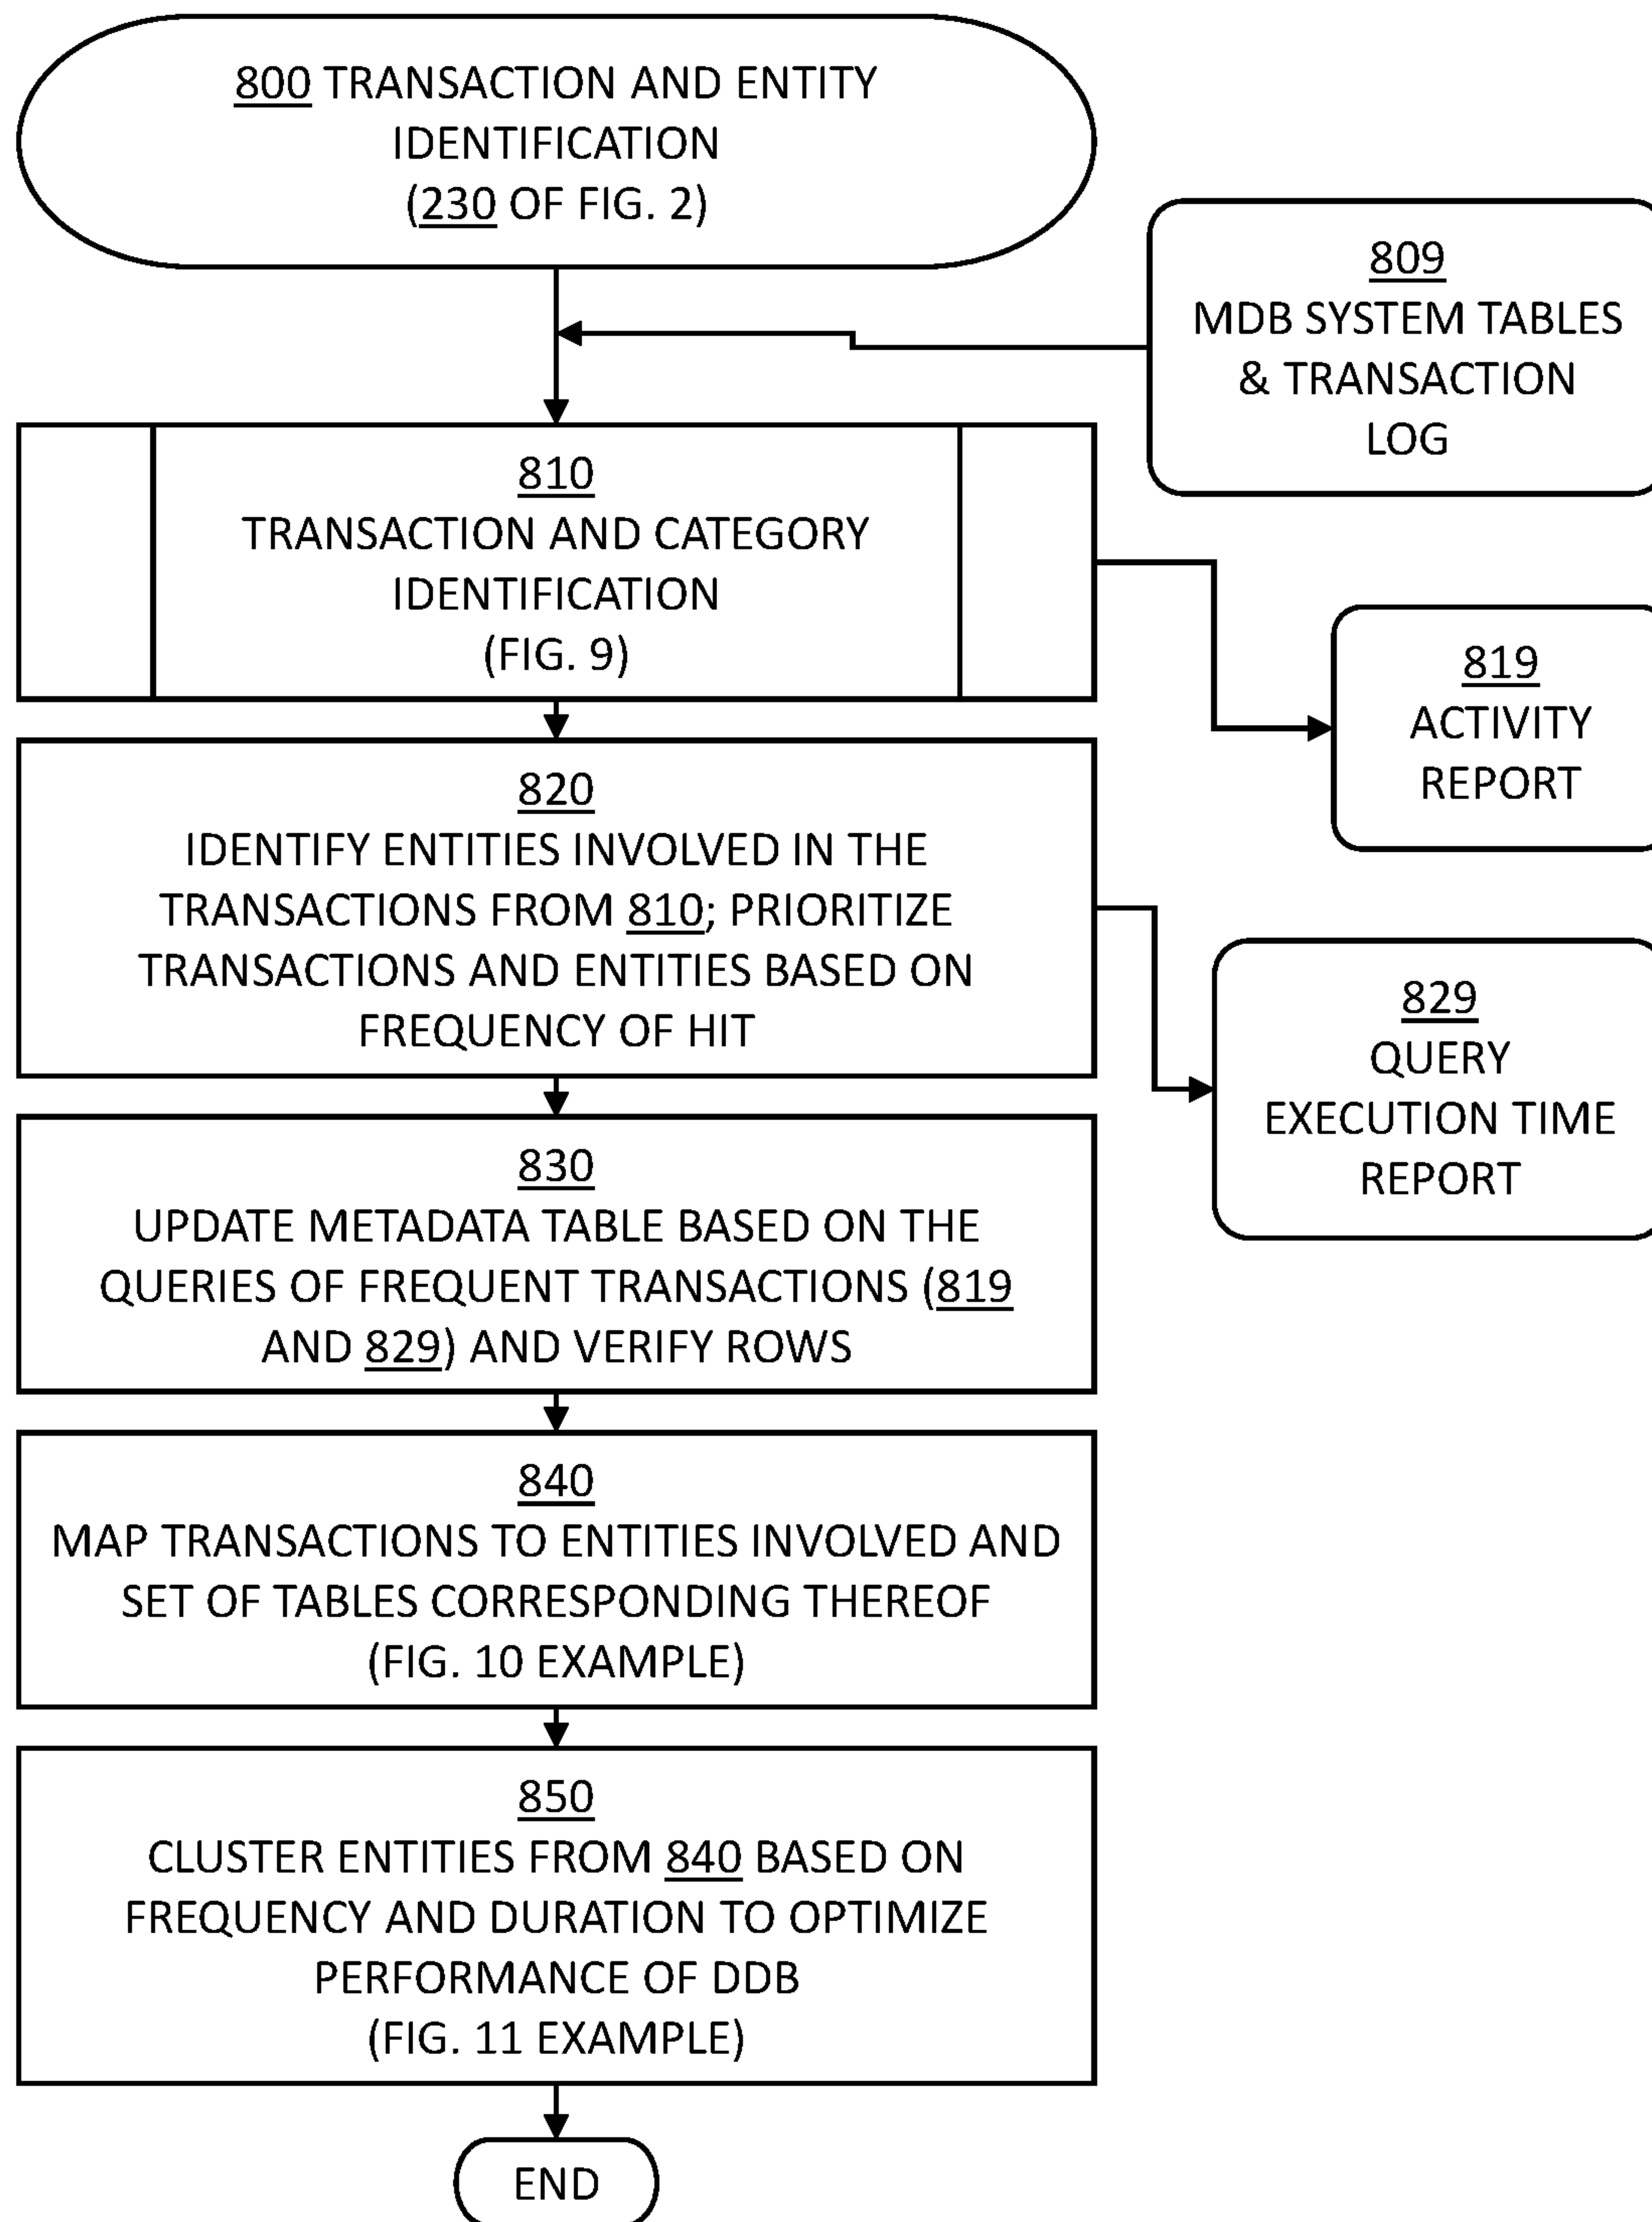 800 TRANSACTION AND ENTITY
IDENTIFICATION
(230 OF FIG. 2)
809
MDB SYSTEM TABLES
& TRANSACTION
LOG
810
TRANSACTION AND CATEGORY
IDENTIFICATION
(FIG. 9)
819
ACTIVITY
REPORT
820
IDENTIFY ENTITIES INVOLVED IN THE
TRANSACTIONS FROM 810; PRIORITIZE
TRANSACTIONS AND ENTITIES BASED ON
FREQUENCY OF HIT
829
QUERY
EXECUTION TIME
REPORT
830
UPDATE METADATA TABLE BASED ON THE
QUERIES OF FREQUENT TRANSACTIONS (819
AND 829) AND VERIFY ROWS
840
MAP TRANSACTIONS TO ENTITIES INVOLVED AND
SET OF TABLES CORRESPONDING THEREOF
(FIG. 10 EXAMPLE)
850
CLUSTER ENTITIES FROM 840 BASED ON
FREQUENCY AND DURATION TO OPTIMIZE
PERFORMANCE OF DDB
(FIG. 11 EXAMPLE)
END